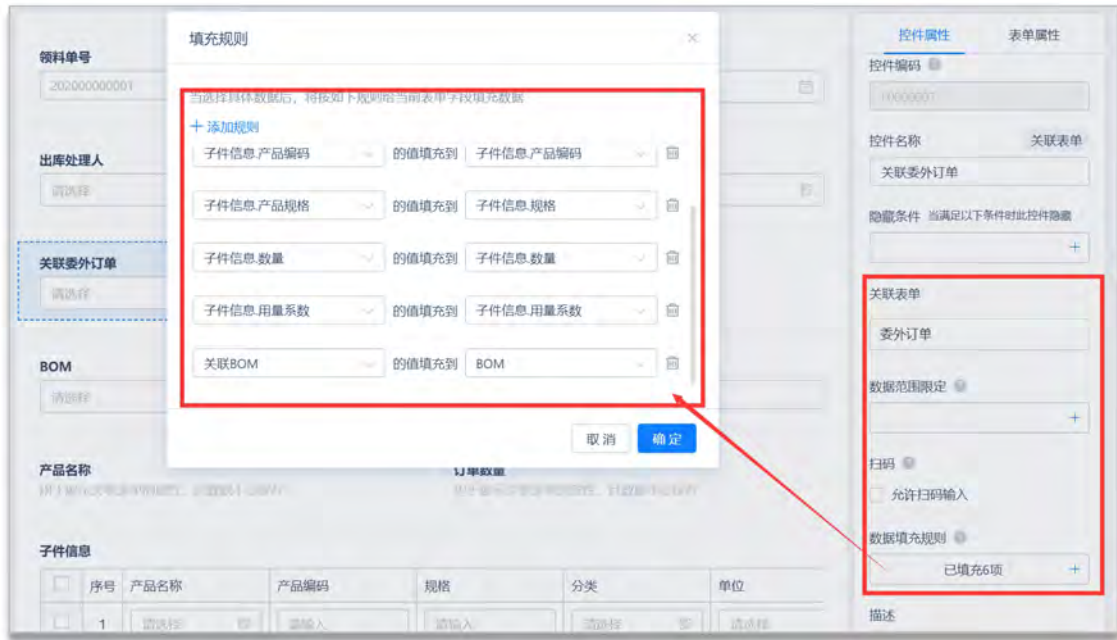 填充规则
当选择具体数据后，将按如下规则给当前表单字段填充数据
+ 添加规则
子件信息.产品编码 的值填充到 子件信息.产品编码
子件信息.产品规格 的值填充到 子件信息.规格
子件信息.数量 的值填充到 子件信息.数量
子件信息.用量系数 的值填充到 子件信息.用量系数
关联BOM 的值填充到 BOM
取消 确定
领料单号
202000000001
出库处理人
请选择
关联委外订单
请选择
BOM
请选择
产品名称 订单数量
子件信息
序号 产品名称 产品编码 规格 分类 单位
1 请选择 请输入 请输入 请选择 请选择
控件属性 表单属性
控件编码
控件名称 关联表单
关联委外订单
隐藏条件 当满足以下条件时此控件隐藏
+
关联表单
委外订单
数据范围限定
+
扫码
允许扫码输入
数据填充规则
已填充6项 +
描述